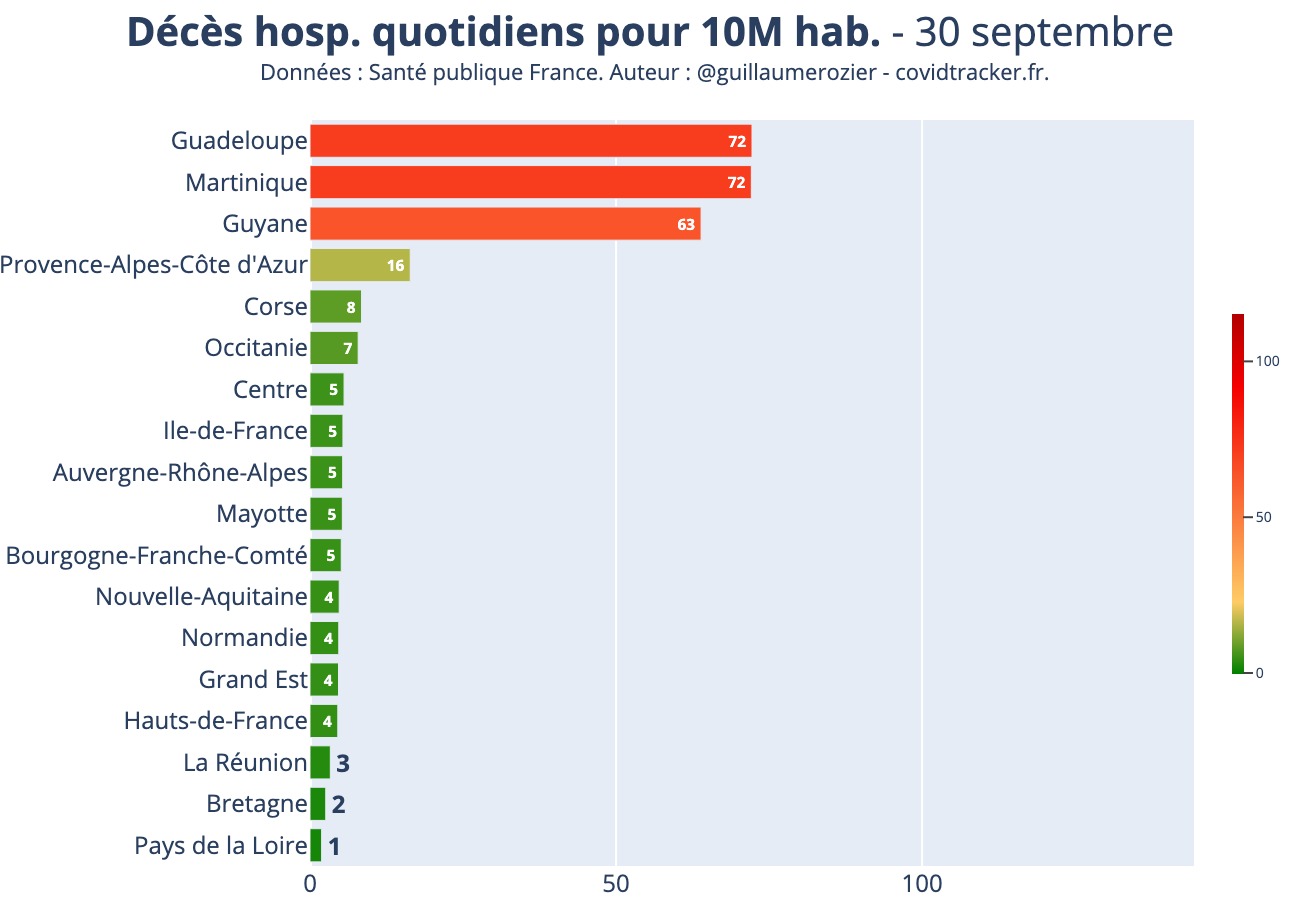 Décès hosp. quotidiens pour 10M hab. - 30 septembre
Données : Santé publique France. Auteur : @guillaumerozier - covidtracker.fr.
Guadeloupe 72
Martinique 72
Guyane 63
Provence-Alpes-Côte d'Azur 16
Corse 8
Occitanie 7
Centre 5
Ile-de-France 5
Auvergne-Rhône-Alpes 5
Mayotte 5
Bourgogne-Franche-Comté 5
Nouvelle-Aquitaine 4
Normandie 4
Grand Est 4
Hauts-de-France 4
La Réunion 3
Bretagne 2
Pays de la Loire 1
0 50 100
100
50
0